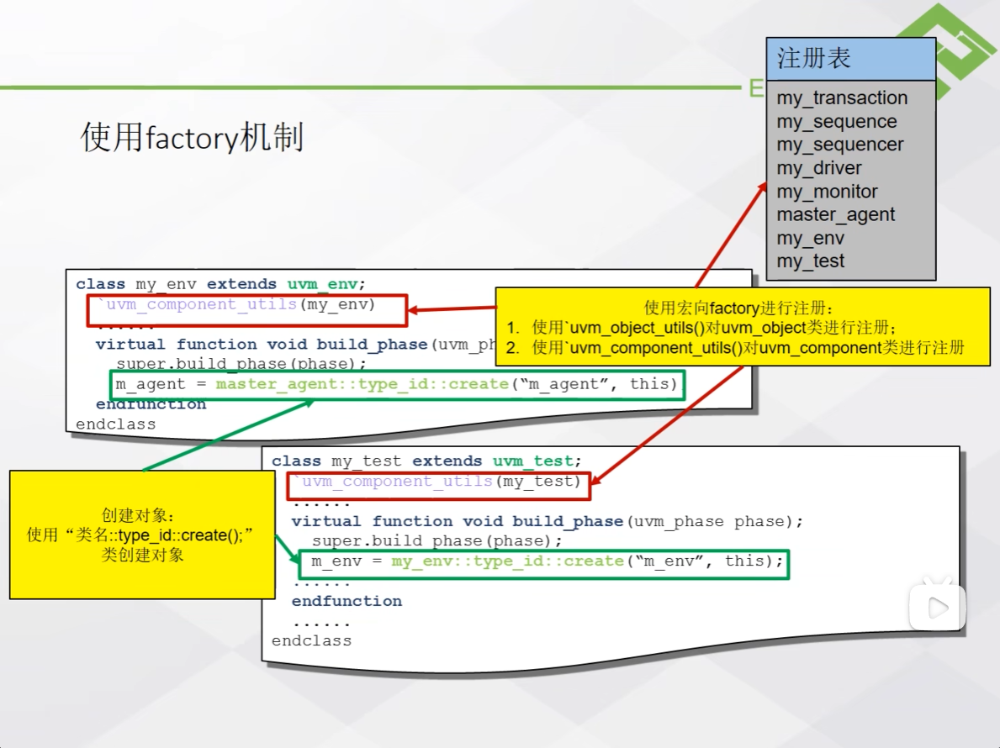 E
注册表
my_transaction
my_sequence
my_sequencer
my_driver
my_monitor
master_agent
my_env
my_test
使用factory机制
class my_env extends uvm_env;
`uvm_component_utils(my_env)
......
virtual function void build_phase(uvm_ph
super.build_phase(phase);
m_agent = master_agent::type_id::create(“m_agent”, this)
endfunction
endclass
使用宏向factory进行注册：
1. 使用`uvm_object_utils()对uvm_object类进行注册；
2. 使用`uvm_component_utils()对uvm_component类进行注册
class my_test extends uvm_test;
`uvm_component_utils(my_test)
......
virtual function void build_phase(uvm_phase phase);
super.build_phase(phase);
m_env = my_env::type_id::create(“m_env”, this);
......
endfunction
......
endclass
创建对象：
使用“类名::type_id::create();”
类创建对象